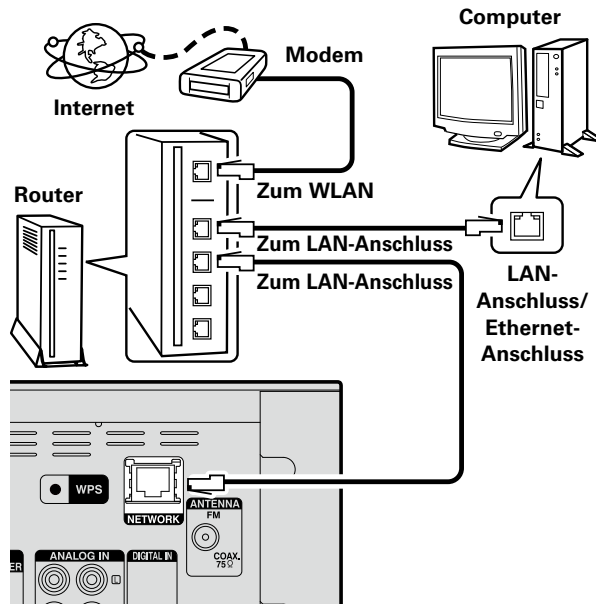 Computer
Modem
Internet
Router
Zum WLAN
Zum LAN-Anschluss
Zum LAN-Anschluss
LAN-
Anschluss/
Ethernet-
Anschluss
WPS
NETWORK
ANTENNA
FM
COAX.
75Ω
ER
ANALOG IN
DIGITAL IN
L